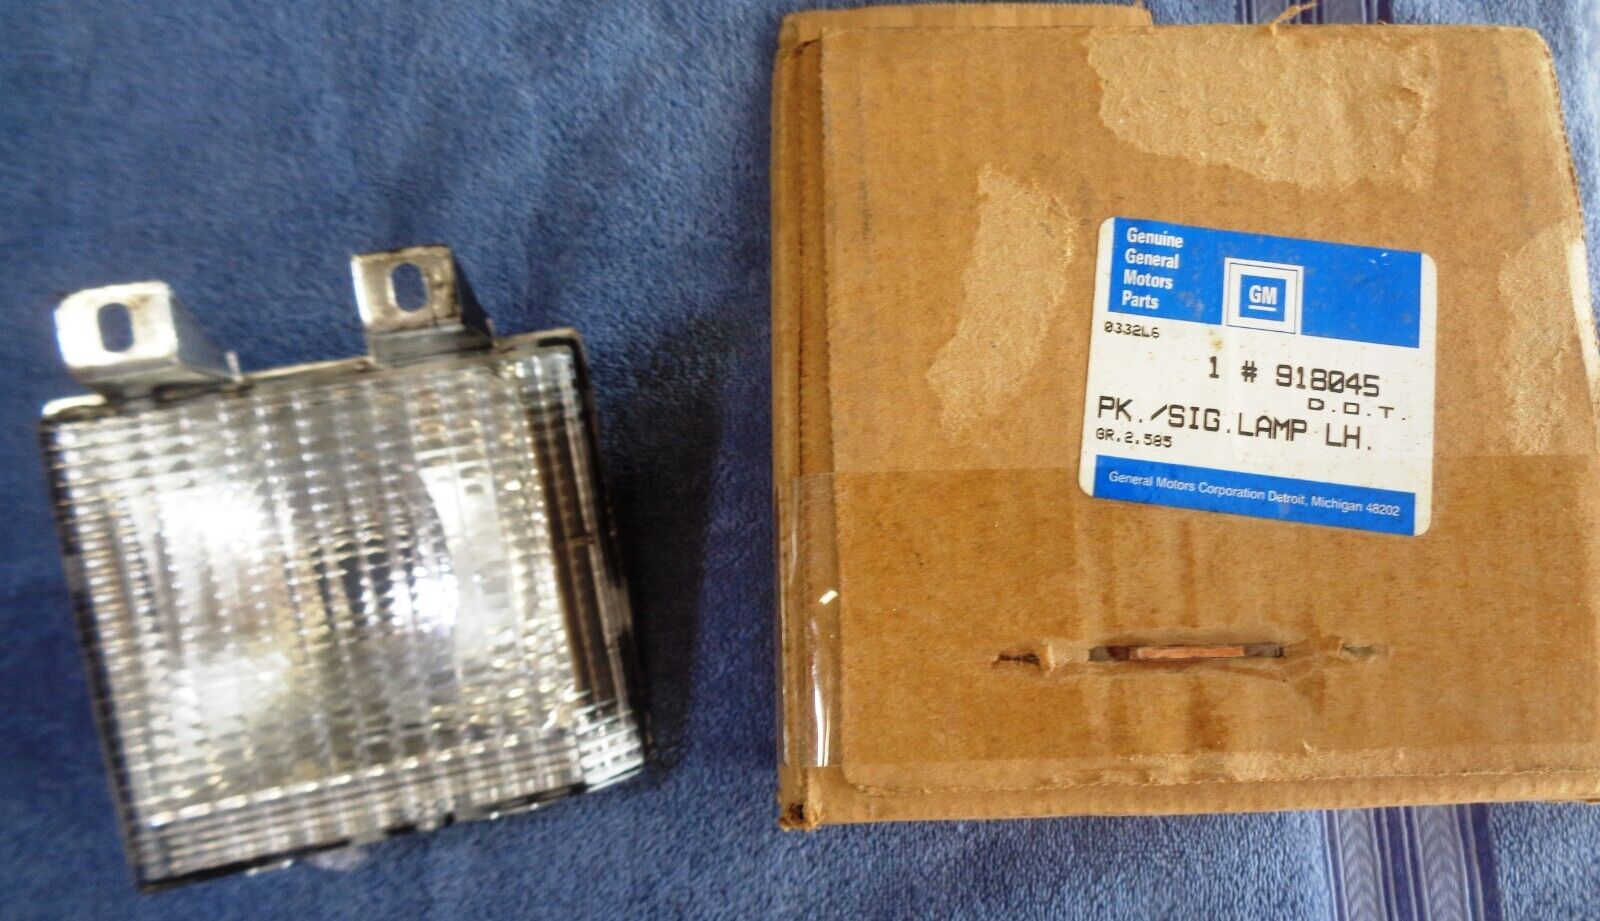 Genuine
General
Motors
Parts
GM
0332L6
1 # 918045
D.O.T.
PK./SIG.LAMP LH.
GR.2.585
General Motors Corporation Detroit, Michigan 48202